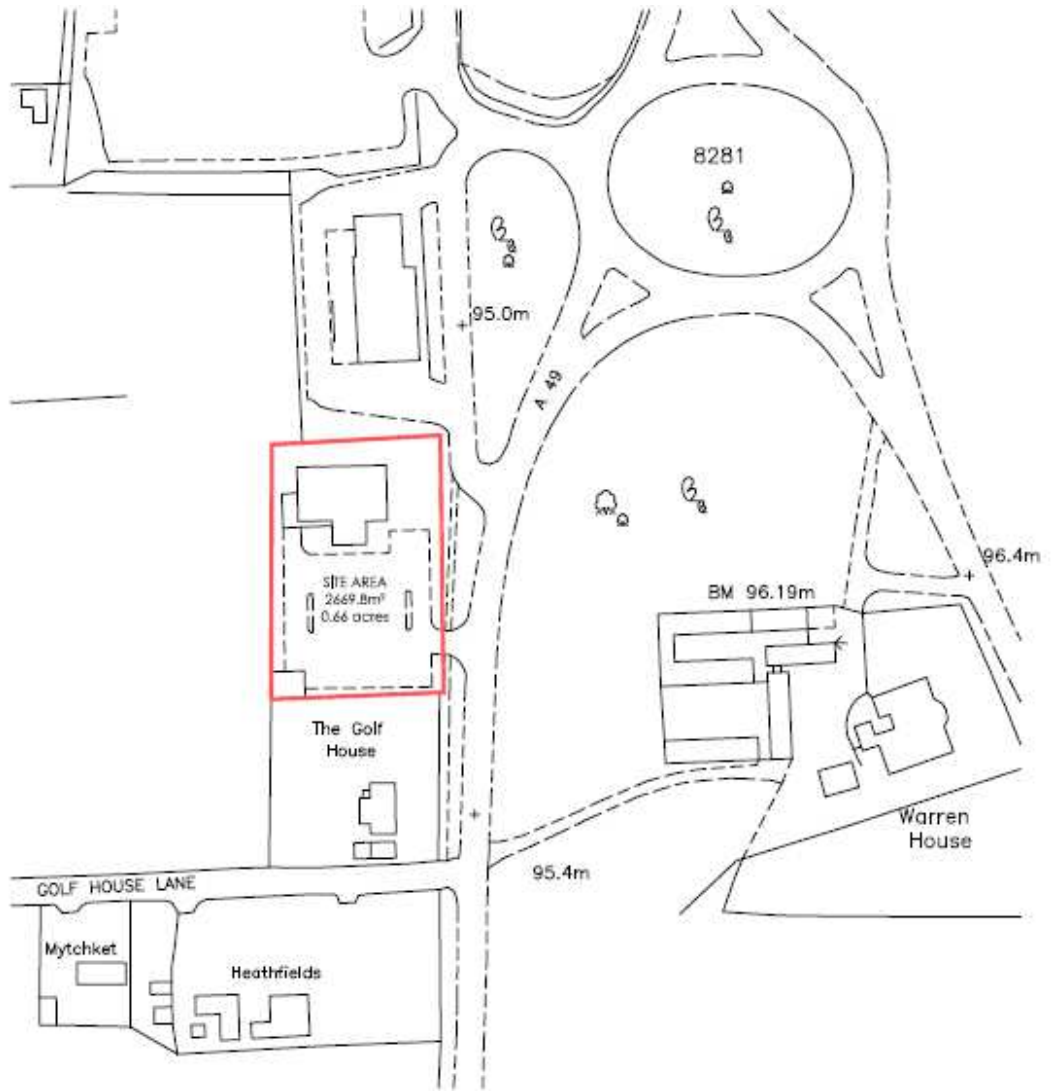 8281
95.0m
A 49
96.4m
BM 96.19m
SITE AREA
2669.8m²
0.66 acres
The Golf
House
Warren
House
95.4m
GOLF HOUSE LANE
Mytchket
Heathfields